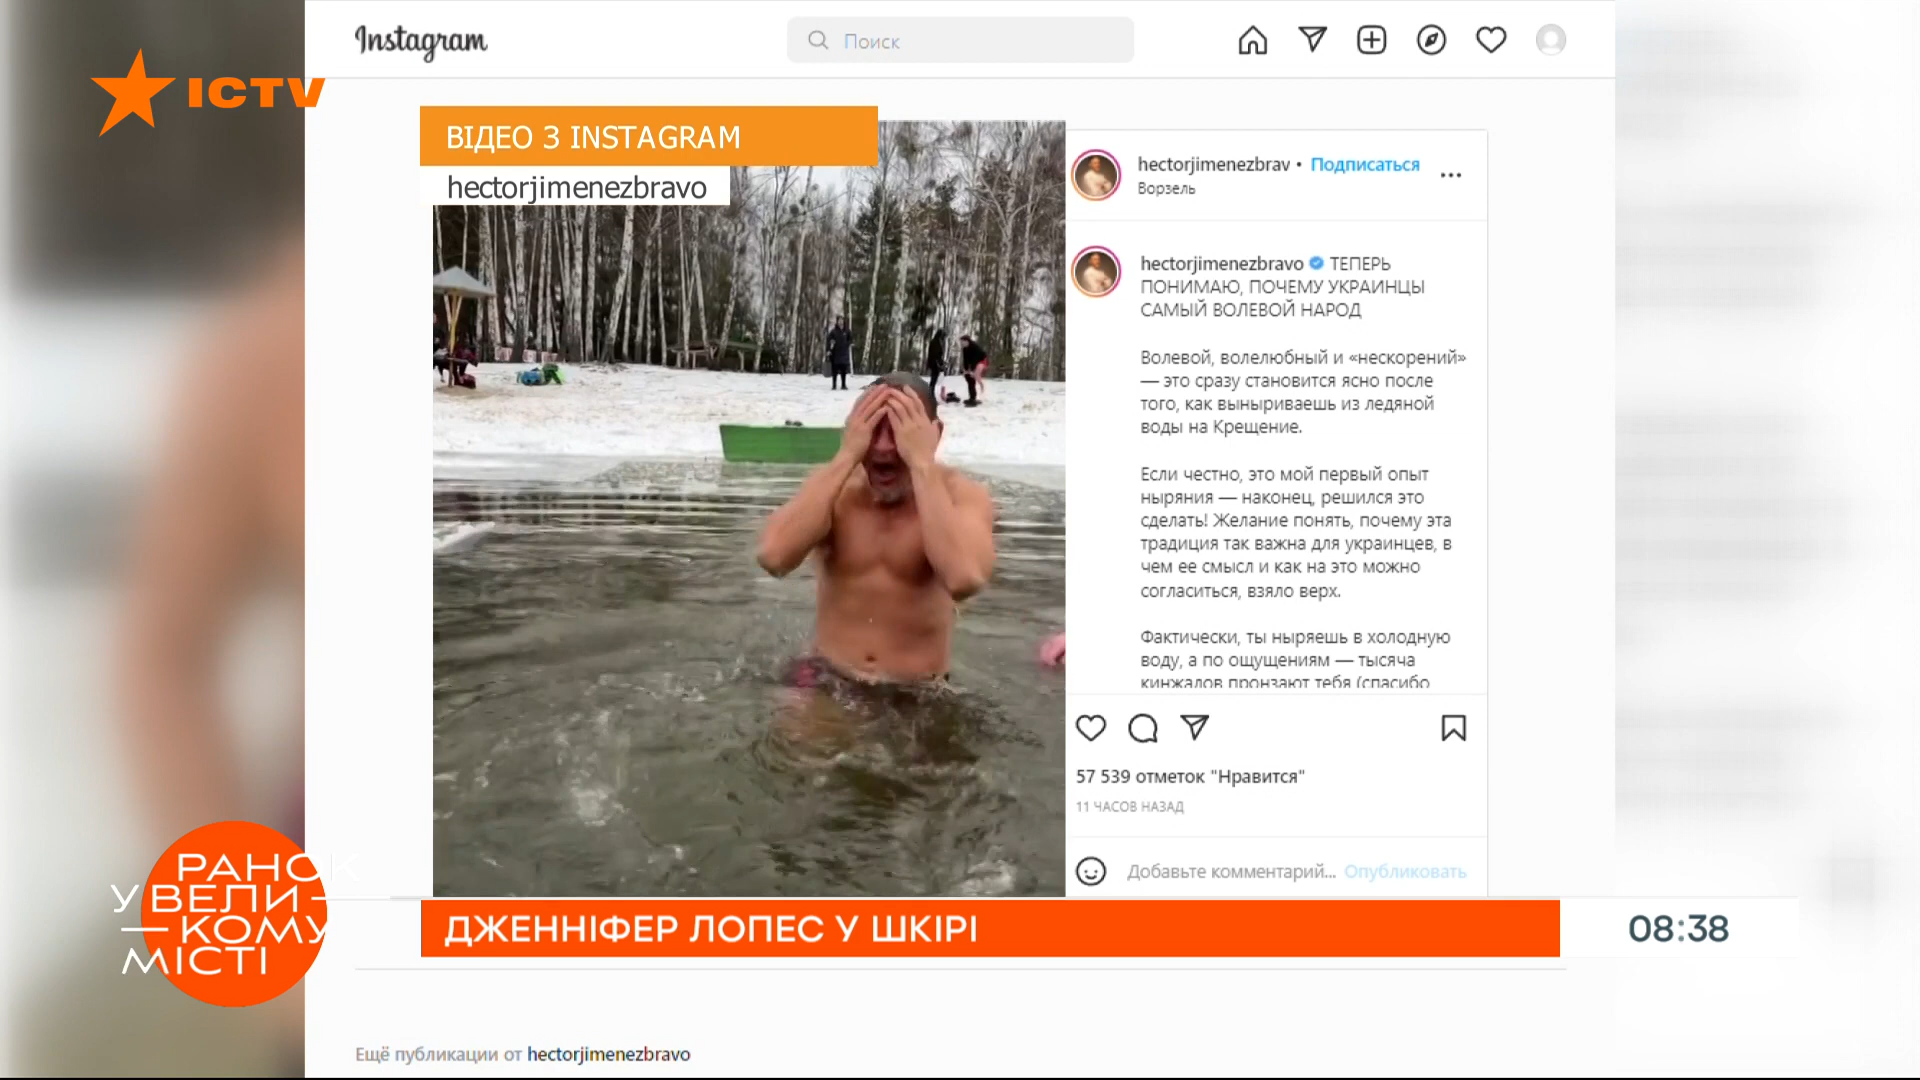 Instagram
Поиск
ICTV
ВІДЕО З INSTAGRAM
hectorjimenezbravo
hectorjimenezbrav • Подписаться
Ворзель
hectorjimenezbravo ТЕПЕРЬ
ПОНИМАЮ, ПОЧЕМУ УКРАИНЦЫ
САМЫЙ ВОЛЕВОЙ НАРОД
Волевой, волелюбный и «нескорений»
— это сразу становится ясно после
того, как выныриваешь из ледяной
воды на Крещение.
Если честно, это мой первый опыт
ныряния — наконец, решился это
сделать! Желание понять, почему эта
традиция так важна для украинцев, в
чем ее смысл и как на это можно
согласиться, взяло верх.
Фактически, ты ныряешь в холодную
воду, а по ощущениям — тысяча
кинжалов пронзают тебя (спасибо
57 539 отметок "Нравится"
11 ЧАСОВ НАЗАД
Добавьте комментарий... Опубликовать
РАНОК
У ВЕЛИ-
КОМУ
МІСТІ
ДЖЕННІФЕР ЛОПЕС У ШКІРІ
08:38
Ещё публикации от hectorjimenezbravo